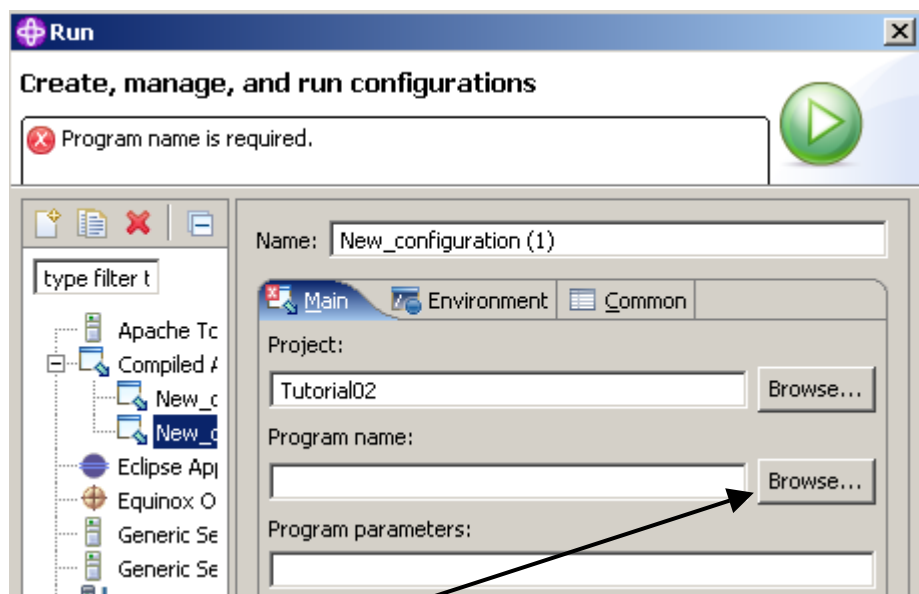 Run
Create, manage, and run configurations
Program name is required.
type filter t
Apache To
Compiled A
New_c
New_c
Eclipse App
Equinox O
Generic Se
Generic Se
Name: New_configuration (1)
Main Environment Common
Project:
Tutorial02 Browse...
Program name:
Browse...
Program parameters: